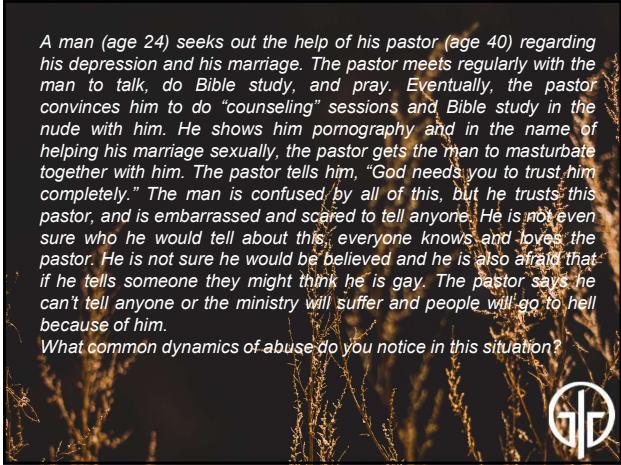 A man (age 24) seeks out the help of his pastor (age 40) regarding
his depression and his marriage. The pastor meets regularly with the
man to talk, do Bible study, and pray. Eventually, the pastor
convinces him to do “counseling” sessions and Bible study in the
nude with him. He shows him pornography and in the name of
helping his marriage sexually, the pastor gets the man to masturbate
together with him. The pastor tells him, “God needs you to trust him
completely.” The man is confused by all of this, but he trusts this
pastor, and is embarrassed and scared to tell anyone. He is not even
sure who he would tell about this, everyone knows and loves the
pastor. He is not sure he would be believed and he is also afraid that
if he tells someone they might think he is gay. The pastor says he
can’t tell anyone or the ministry will suffer and people will go to hell
because of him.
What common dynamics of abuse do you notice in this situation?